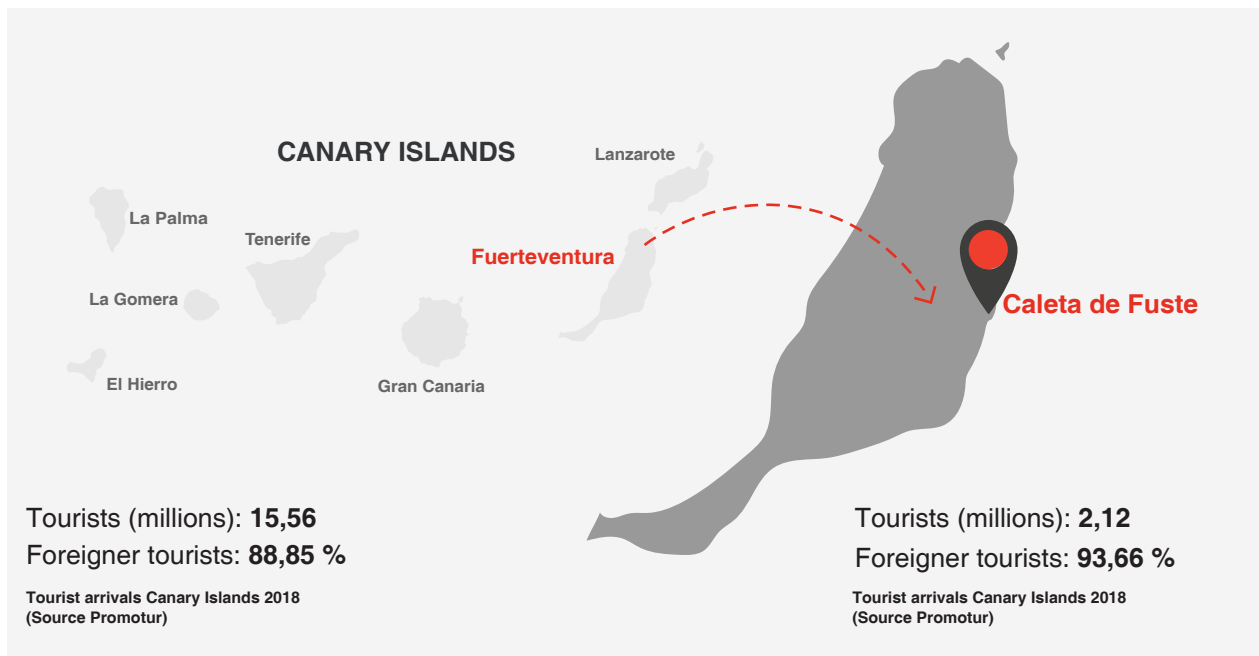 CANARY ISLANDS
Lanzarote
La Palma
Tenerife
Fuerteventura
La Gomera
Caleta de Fuste
El Hierro
Gran Canaria
Tourists (millions): 15,56
Foreigner tourists: 88,85 %
Tourist arrivals Canary Islands 2018
(Source Promotur)
Tourists (millions): 2,12
Foreigner tourists: 93,66 %
Tourist arrivals Canary Islands 2018
(Source Promotur)